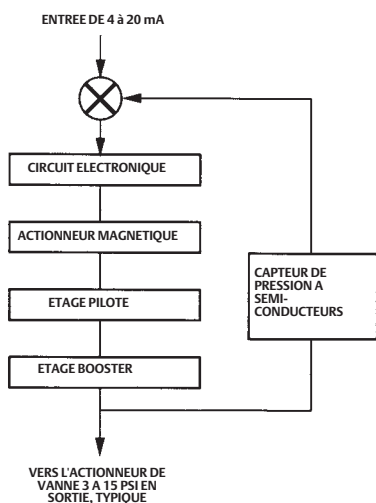 ENTREE DE 4 à 20 mA
CIRCUIT ELECTRONIQUE
ACTIONNEUR MAGNETIQUE
ETAGE PILOTE
ETAGE BOOSTER
CAPTEUR DE
PRESSION A
SEMI-
CONDUCTEURS
VERS L'ACTIONNEUR DE
VANNE 3 A 15 PSI EN
SORTIE, TYPIQUE